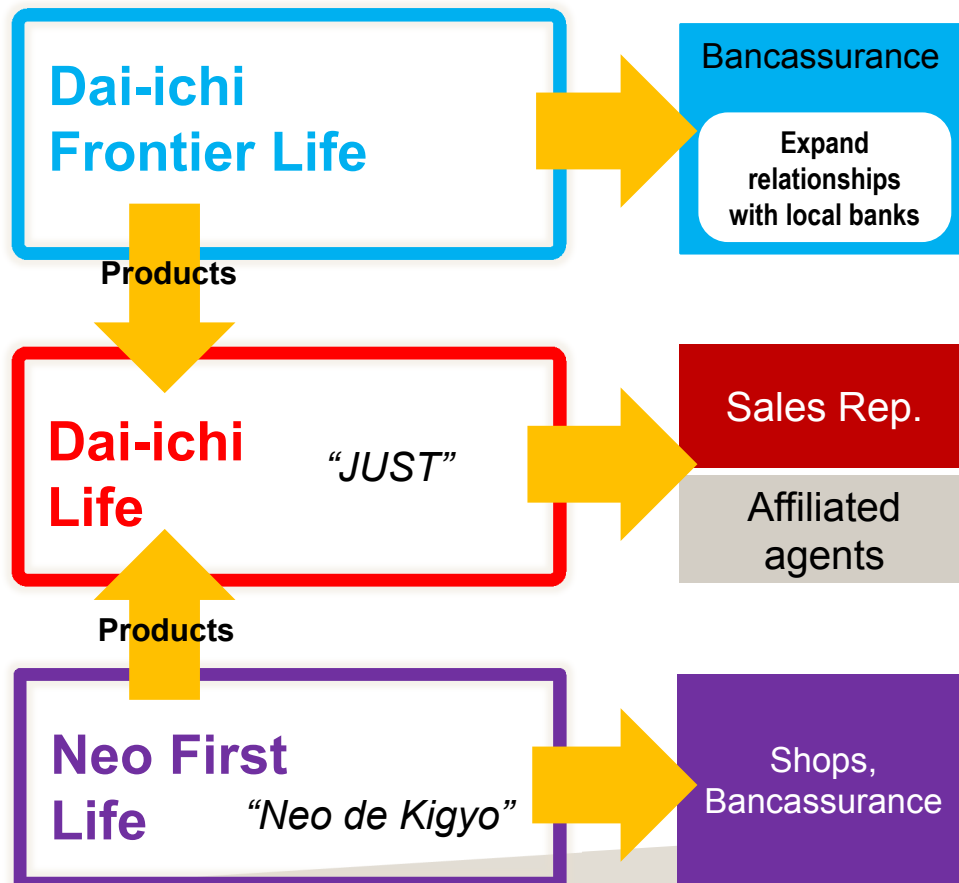 Dai-ichi
Frontier Life
Bancassurance
Expand
relationships
with local banks
Products
Dai-ichi
Life
“JUST”
Sales Rep.
Affiliated
agents
Products
Neo First
Life
“Neo de Kigyo”
Shops,
Bancassurance